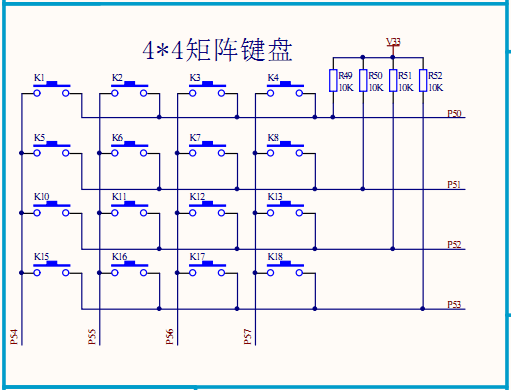 4*4矩阵键盘
V33
K1 K2 K3 K4
R49 R50 R51 R52
10K 10K 10K 10K
P50
K5 K6 K7 K8
P51
K10 K11 K12 K13
P52
K15 K16 K17 K18
P53
P54 P55 P56 P57